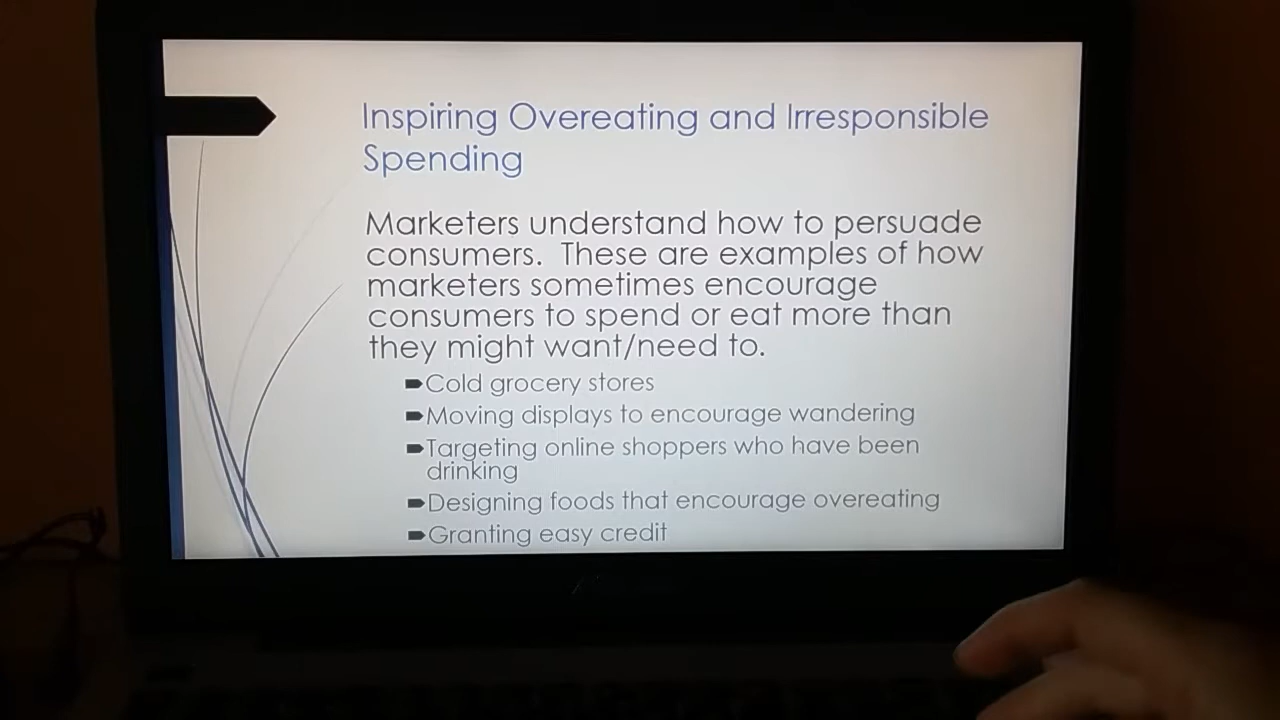 Inspiring Overeating and Irresponsible
Spending
Marketers understand how to persuade
consumers.  These are examples of how
marketers sometimes encourage
consumers to spend or eat more than
they might want/need to.
Cold grocery stores
Moving displays to encourage wandering
Targeting online shoppers who have been
drinking
Designing foods that encourage overeating
Granting easy credit